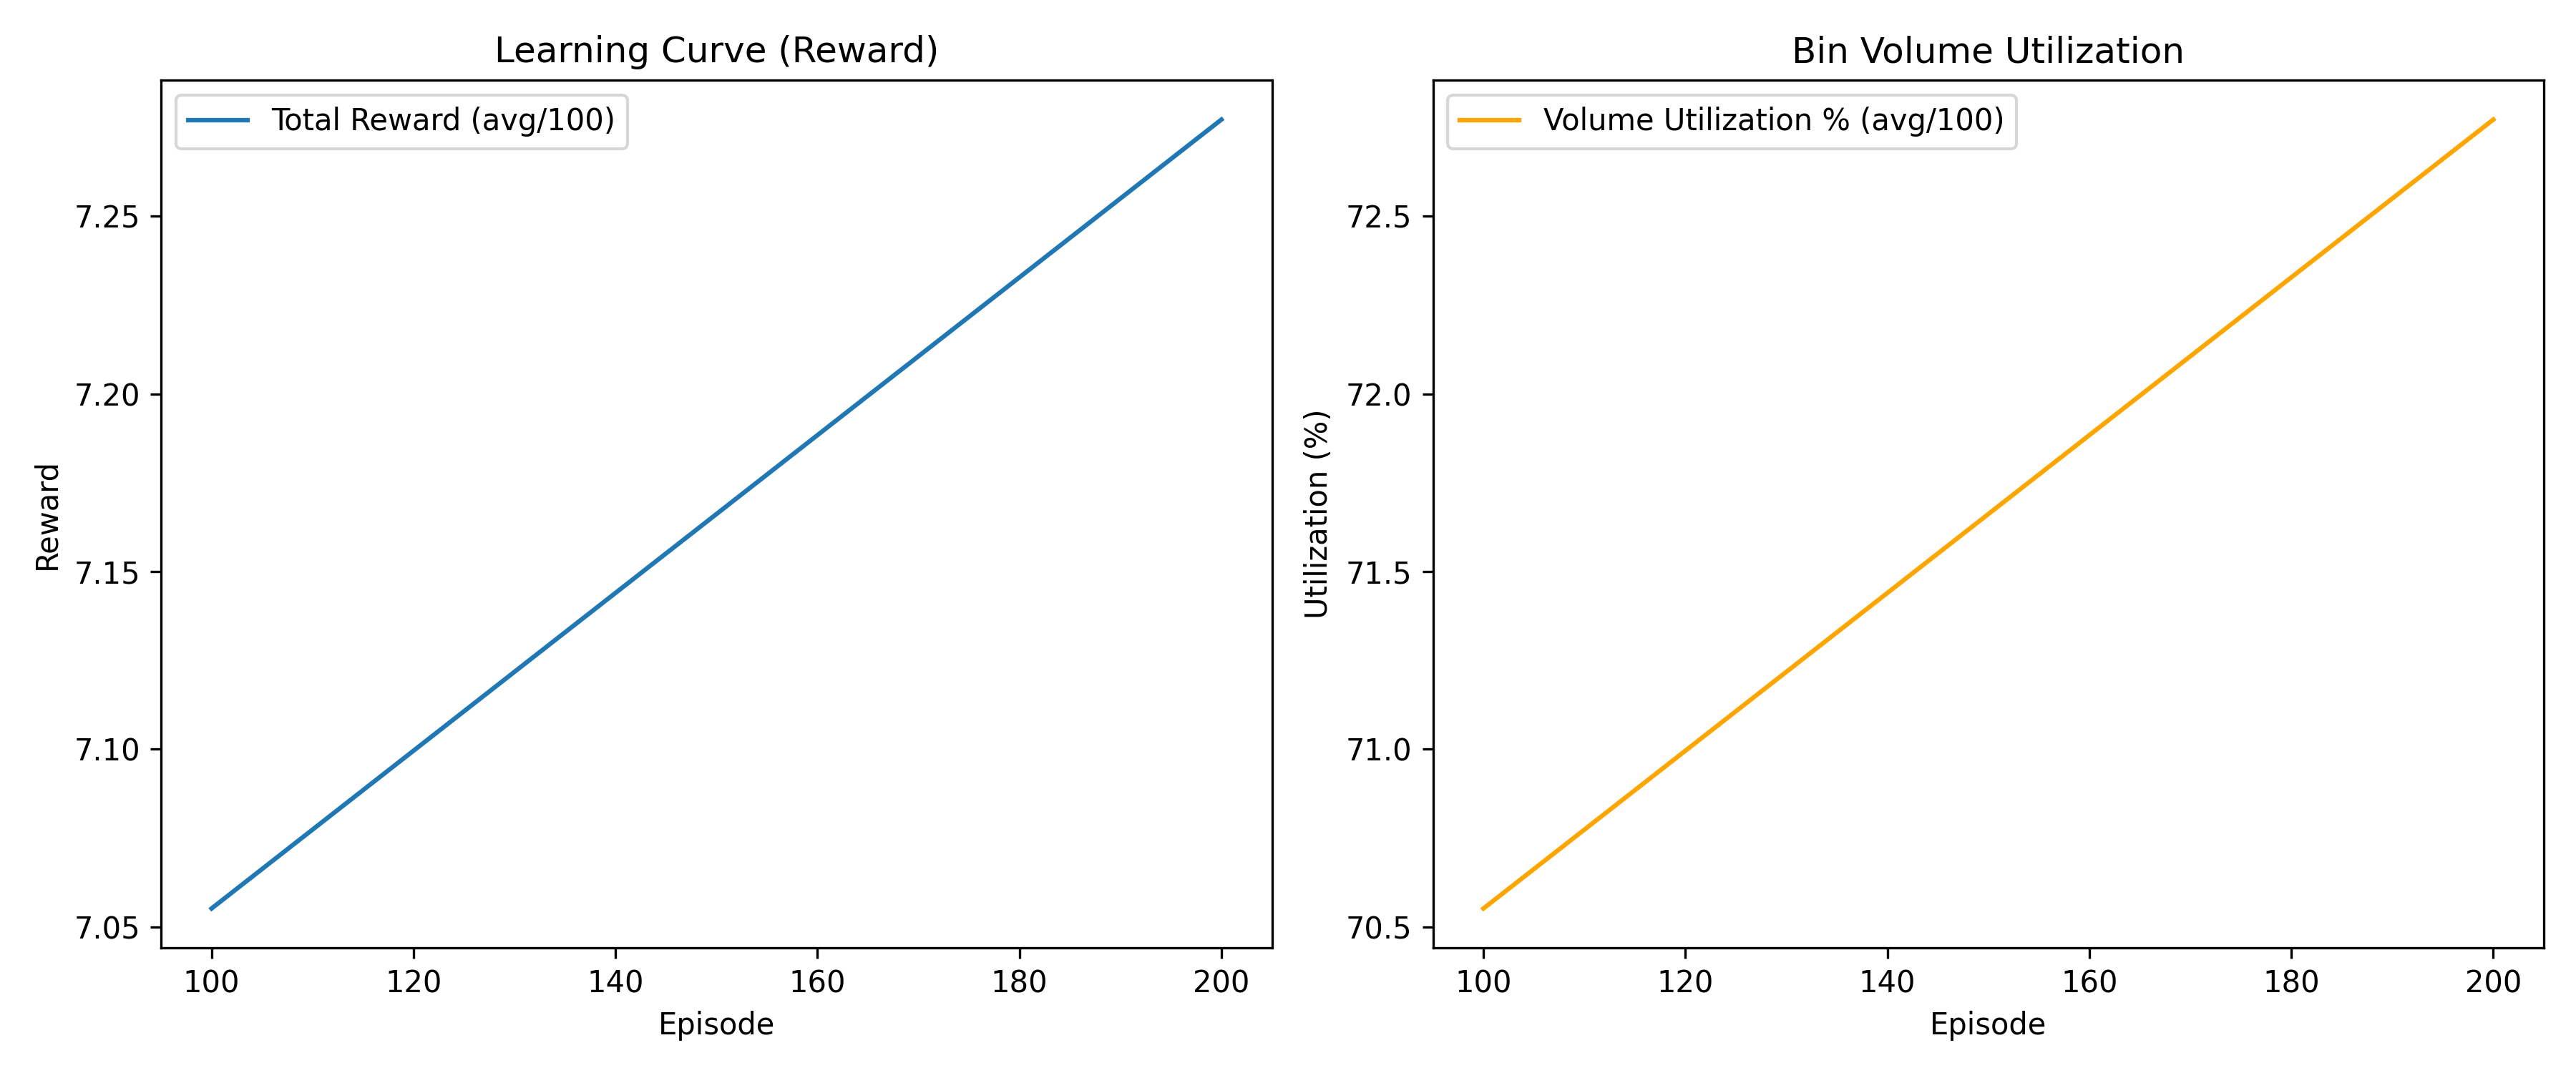 Learning Curve (Reward)
Total Reward (avg/100)
7.25
7.20
7.15
7.10
7.05
Reward
100 120 140 160 180 200
Episode
Bin Volume Utilization
Volume Utilization % (avg/100)
72.5
72.0
71.5
71.0
70.5
Utilization (%)
100 120 140 160 180 200
Episode